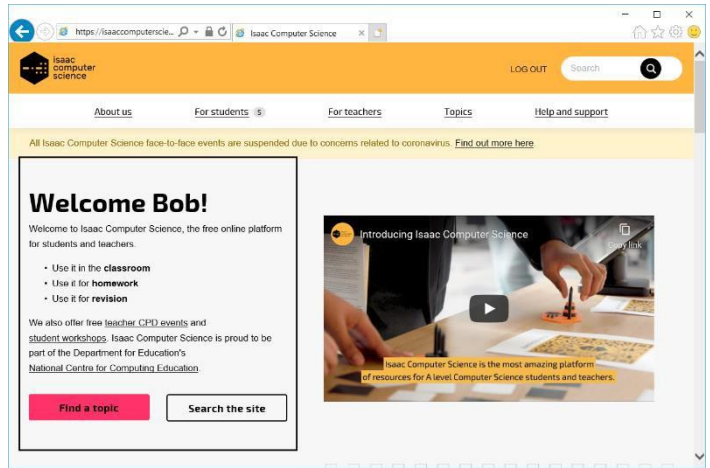 https://isaaccomputerscie...
Isaac Computer Science
isaac
computer
science
LOG OUT
Search
About us
For students 5
For teachers
Topics
Help and support
All Isaac Computer Science face-to-face events are suspended due to concerns related to coronavirus. Find out more here
Welcome Bob!
Welcome to Isaac Computer Science, the free online platform
for students and teachers.
• Use it in the classroom
• Use it for homework
• Use it for revision
We also offer free teacher CPD events and
student workshops. Isaac Computer Science is proud to be
part of the Department for Education's
National Centre for Computing Education.
Find a topic
Search the site
Introducing Isaac Computer Science
Copy link
Isaac Computer Science is the most amazing platform
of resources for A level Computer Science students and teachers.